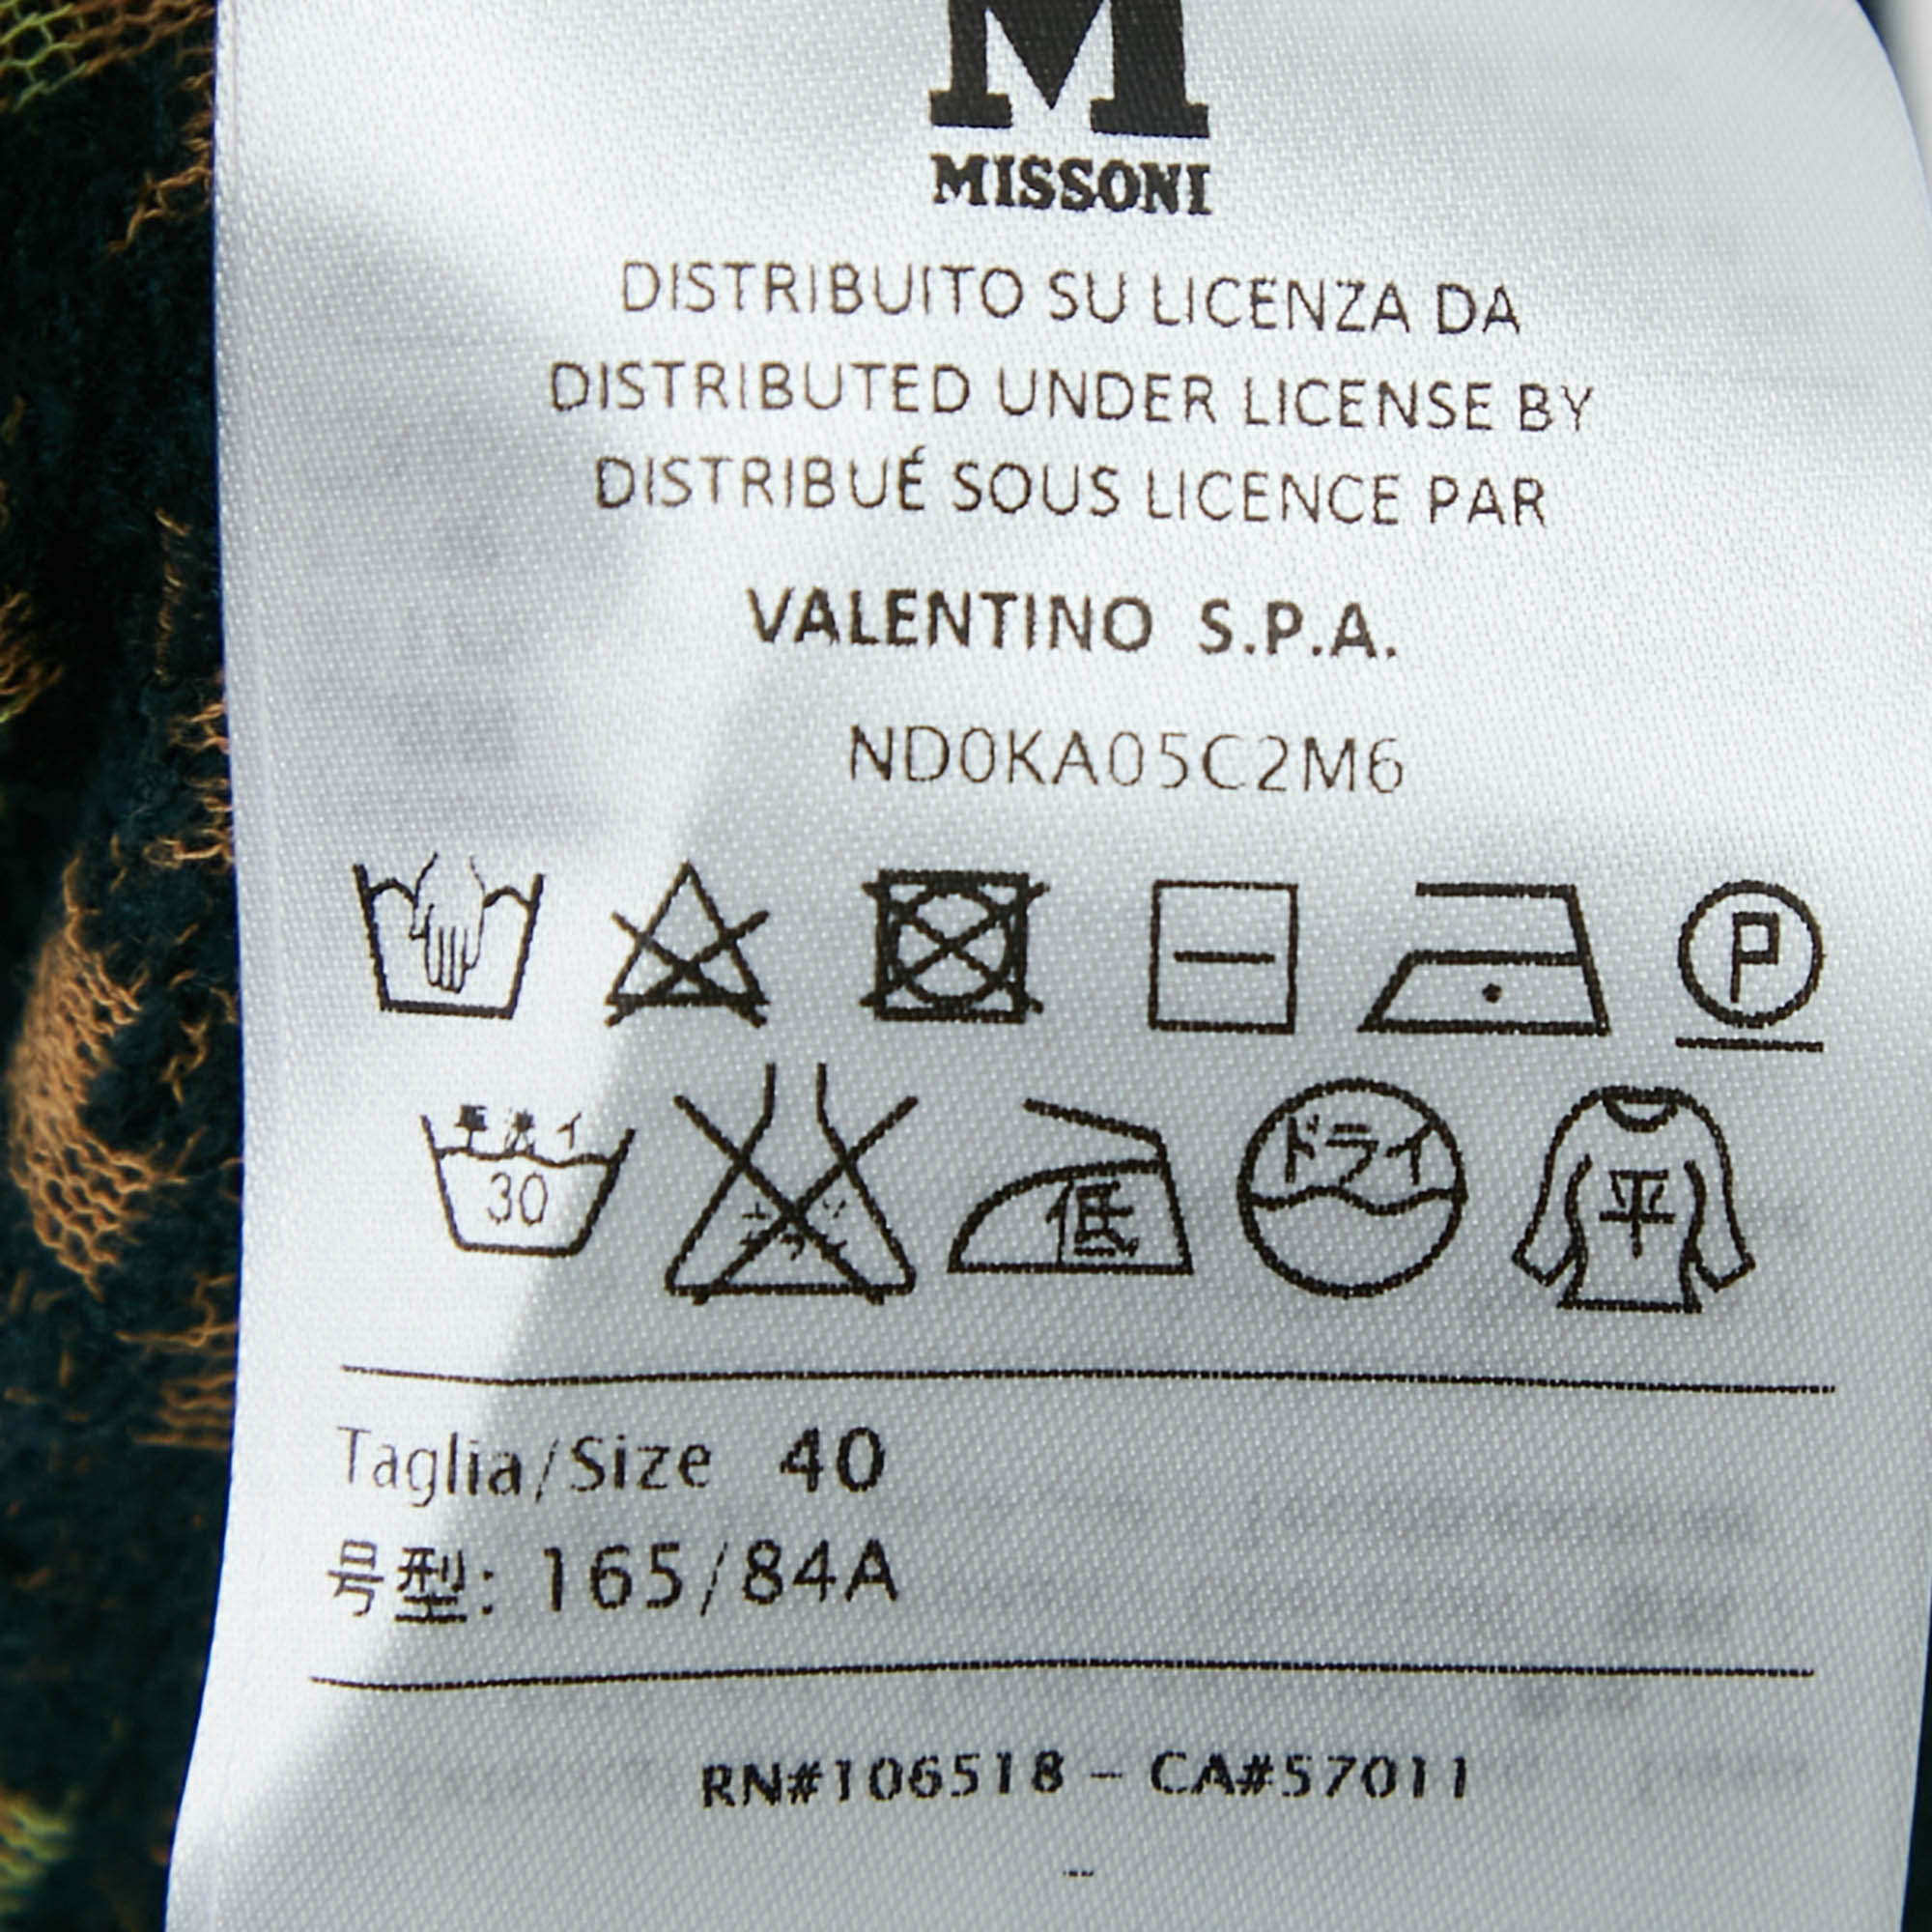 M
MISSONI
DISTRIBUITO SU LICENZA DA
DISTRIBUTED UNDER LICENSE BY
DISTRIBUÉ SOUS LICENCE PAR
VALENTINO S.P.A.
ND0KA05C2M6
P
30
低
ドライ
平
Taglia/Size 40
号型: 165/84A
RN#106518 – CA#57011
--